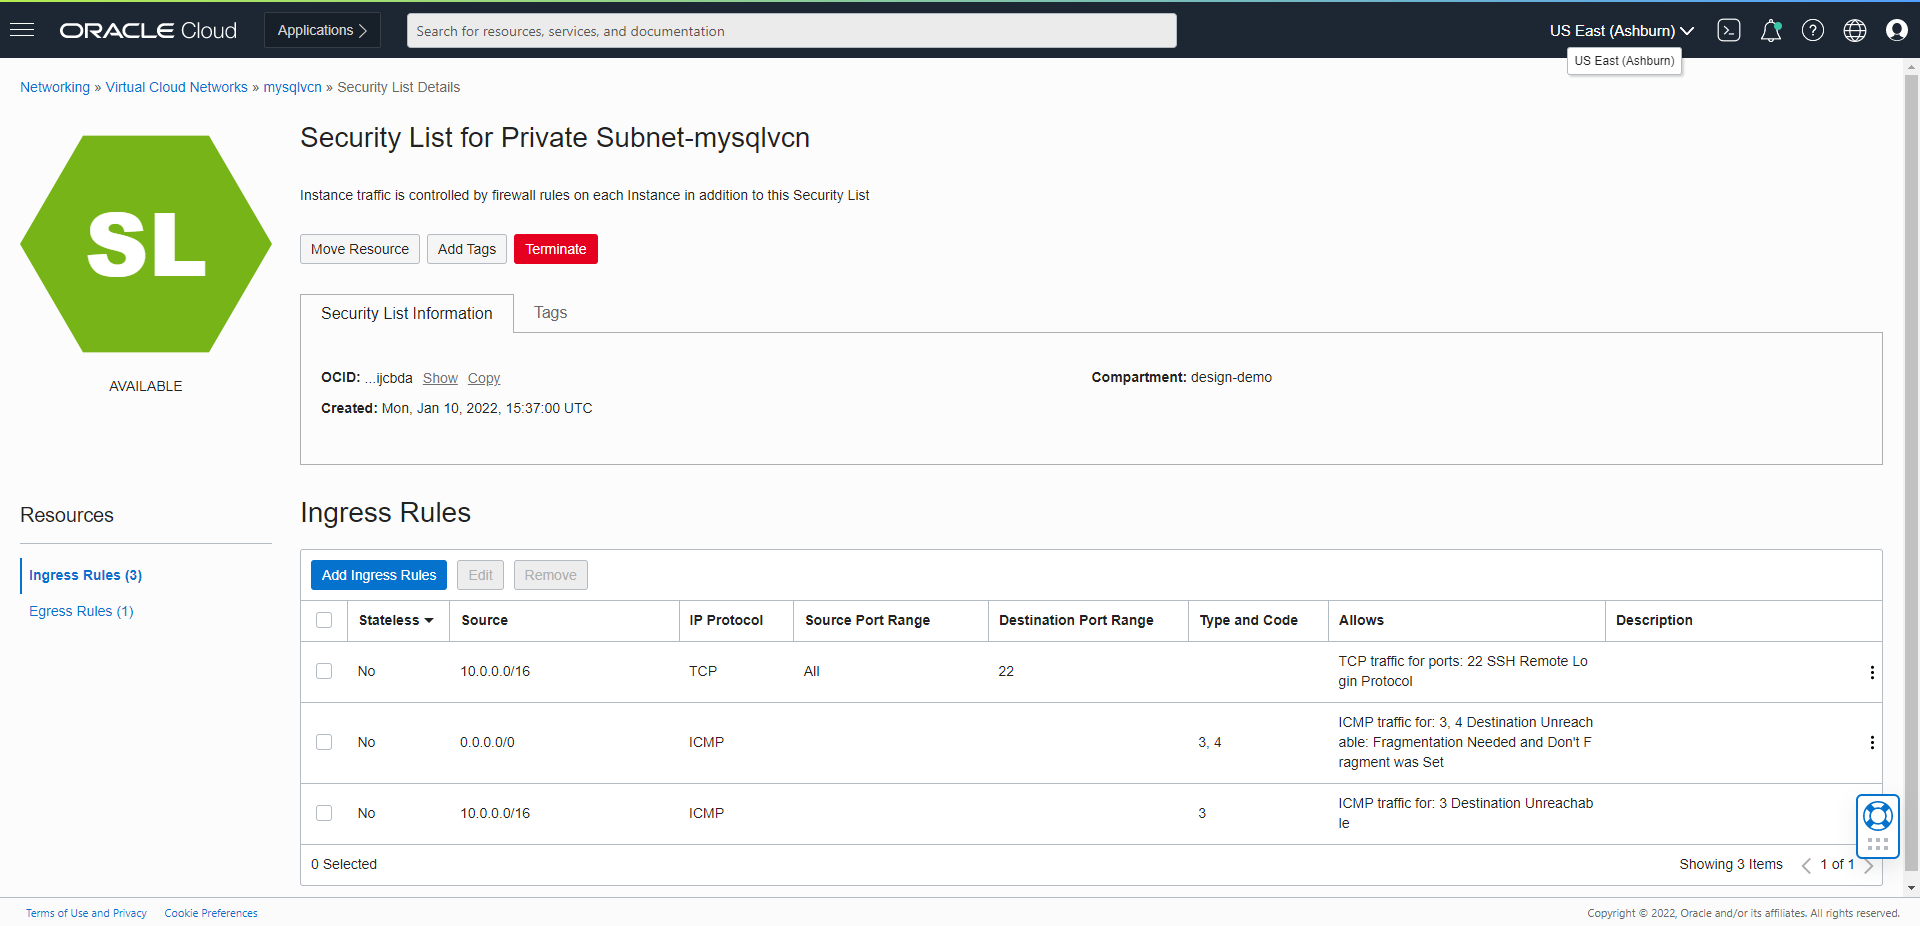 ORACLE Cloud
Applications
Search for resources, services, and documentation
US East (Ashburn)
US East (Ashburn)
Networking » Virtual Cloud Networks » mysqlvcn » Security List Details
SL
AVAILABLE
Security List for Private Subnet-mysqlvcn
Instance traffic is controlled by firewall rules on each Instance in addition to this Security List
Move Resource Add Tags Terminate
Security List Information Tags
OCID: ...ijcbda Show Copy
Compartment: design-demo
Created: Mon, Jan 10, 2022, 15:37:00 UTC
Resources
Ingress Rules (3)
Egress Rules (1)
Ingress Rules
Add Ingress Rules Edit Remove
Stateless Source IP Protocol Source Port Range Destination Port Range Type and Code Allows Description
No 10.0.0.0/16 TCP All 22 TCP traffic for ports: 22 SSH Remote Lo
gin Protocol
No 0.0.0.0/0 ICMP 3, 4 ICMP traffic for: 3, 4 Destination Unreach
able: Fragmentation Needed and Don't F
ragment was Set
No 10.0.0.0/16 ICMP 3 ICMP traffic for: 3 Destination Unreachab
le
0 Selected
Showing 3 Items 1 of 1
Terms of Use and Privacy Cookie Preferences
Copyright © 2022, Oracle and/or its affiliates. All rights reserved.